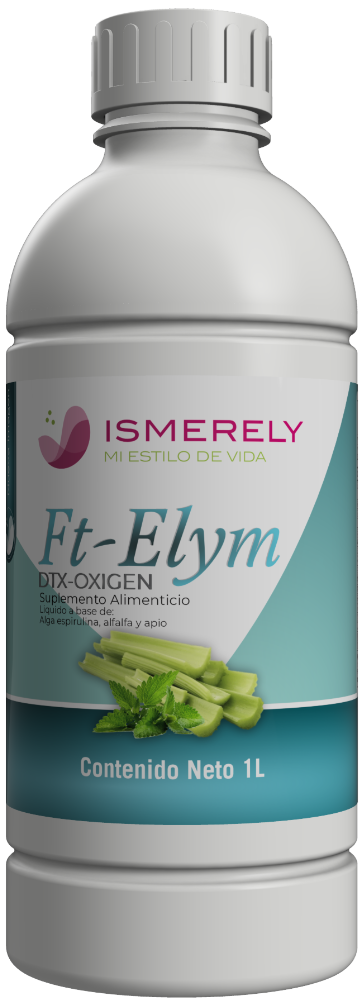 ISMERELY
MI ESTILO DE VIDA
Ft-Elym
DTX-OXIGEN
Suplemento Alimenticio
Líquido a base de:
Alga espirulina, alfalfa y apio
Contenido Neto 1L